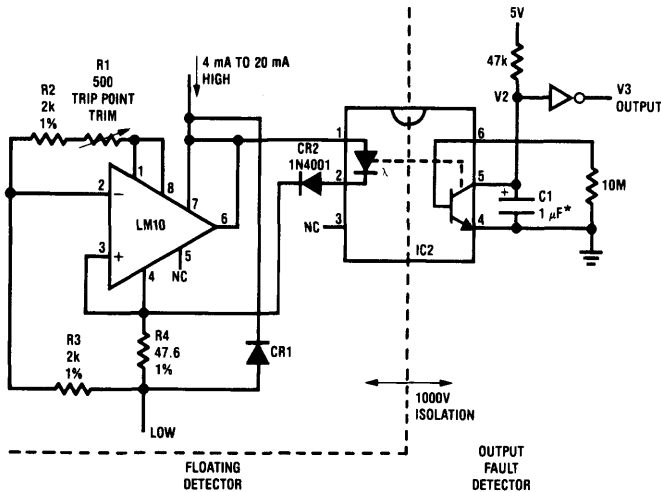 5V
4 mA TO 20 mA
HIGH
R1
500
TRIP POINT
TRIM
R2
2k
1%
47k
V2
V3
OUTPUT
CR2
1N4001
1
2
3
NC
λ
6
5
4
IC2
+
C1
1 μF*
10M
1
8
2
−
LM10
7
6
3
+
4
5
NC
R3
2k
1%
R4
47.6
1%
CR1
LOW
1000V
ISOLATION
FLOATING
DETECTOR
OUTPUT
FAULT
DETECTOR